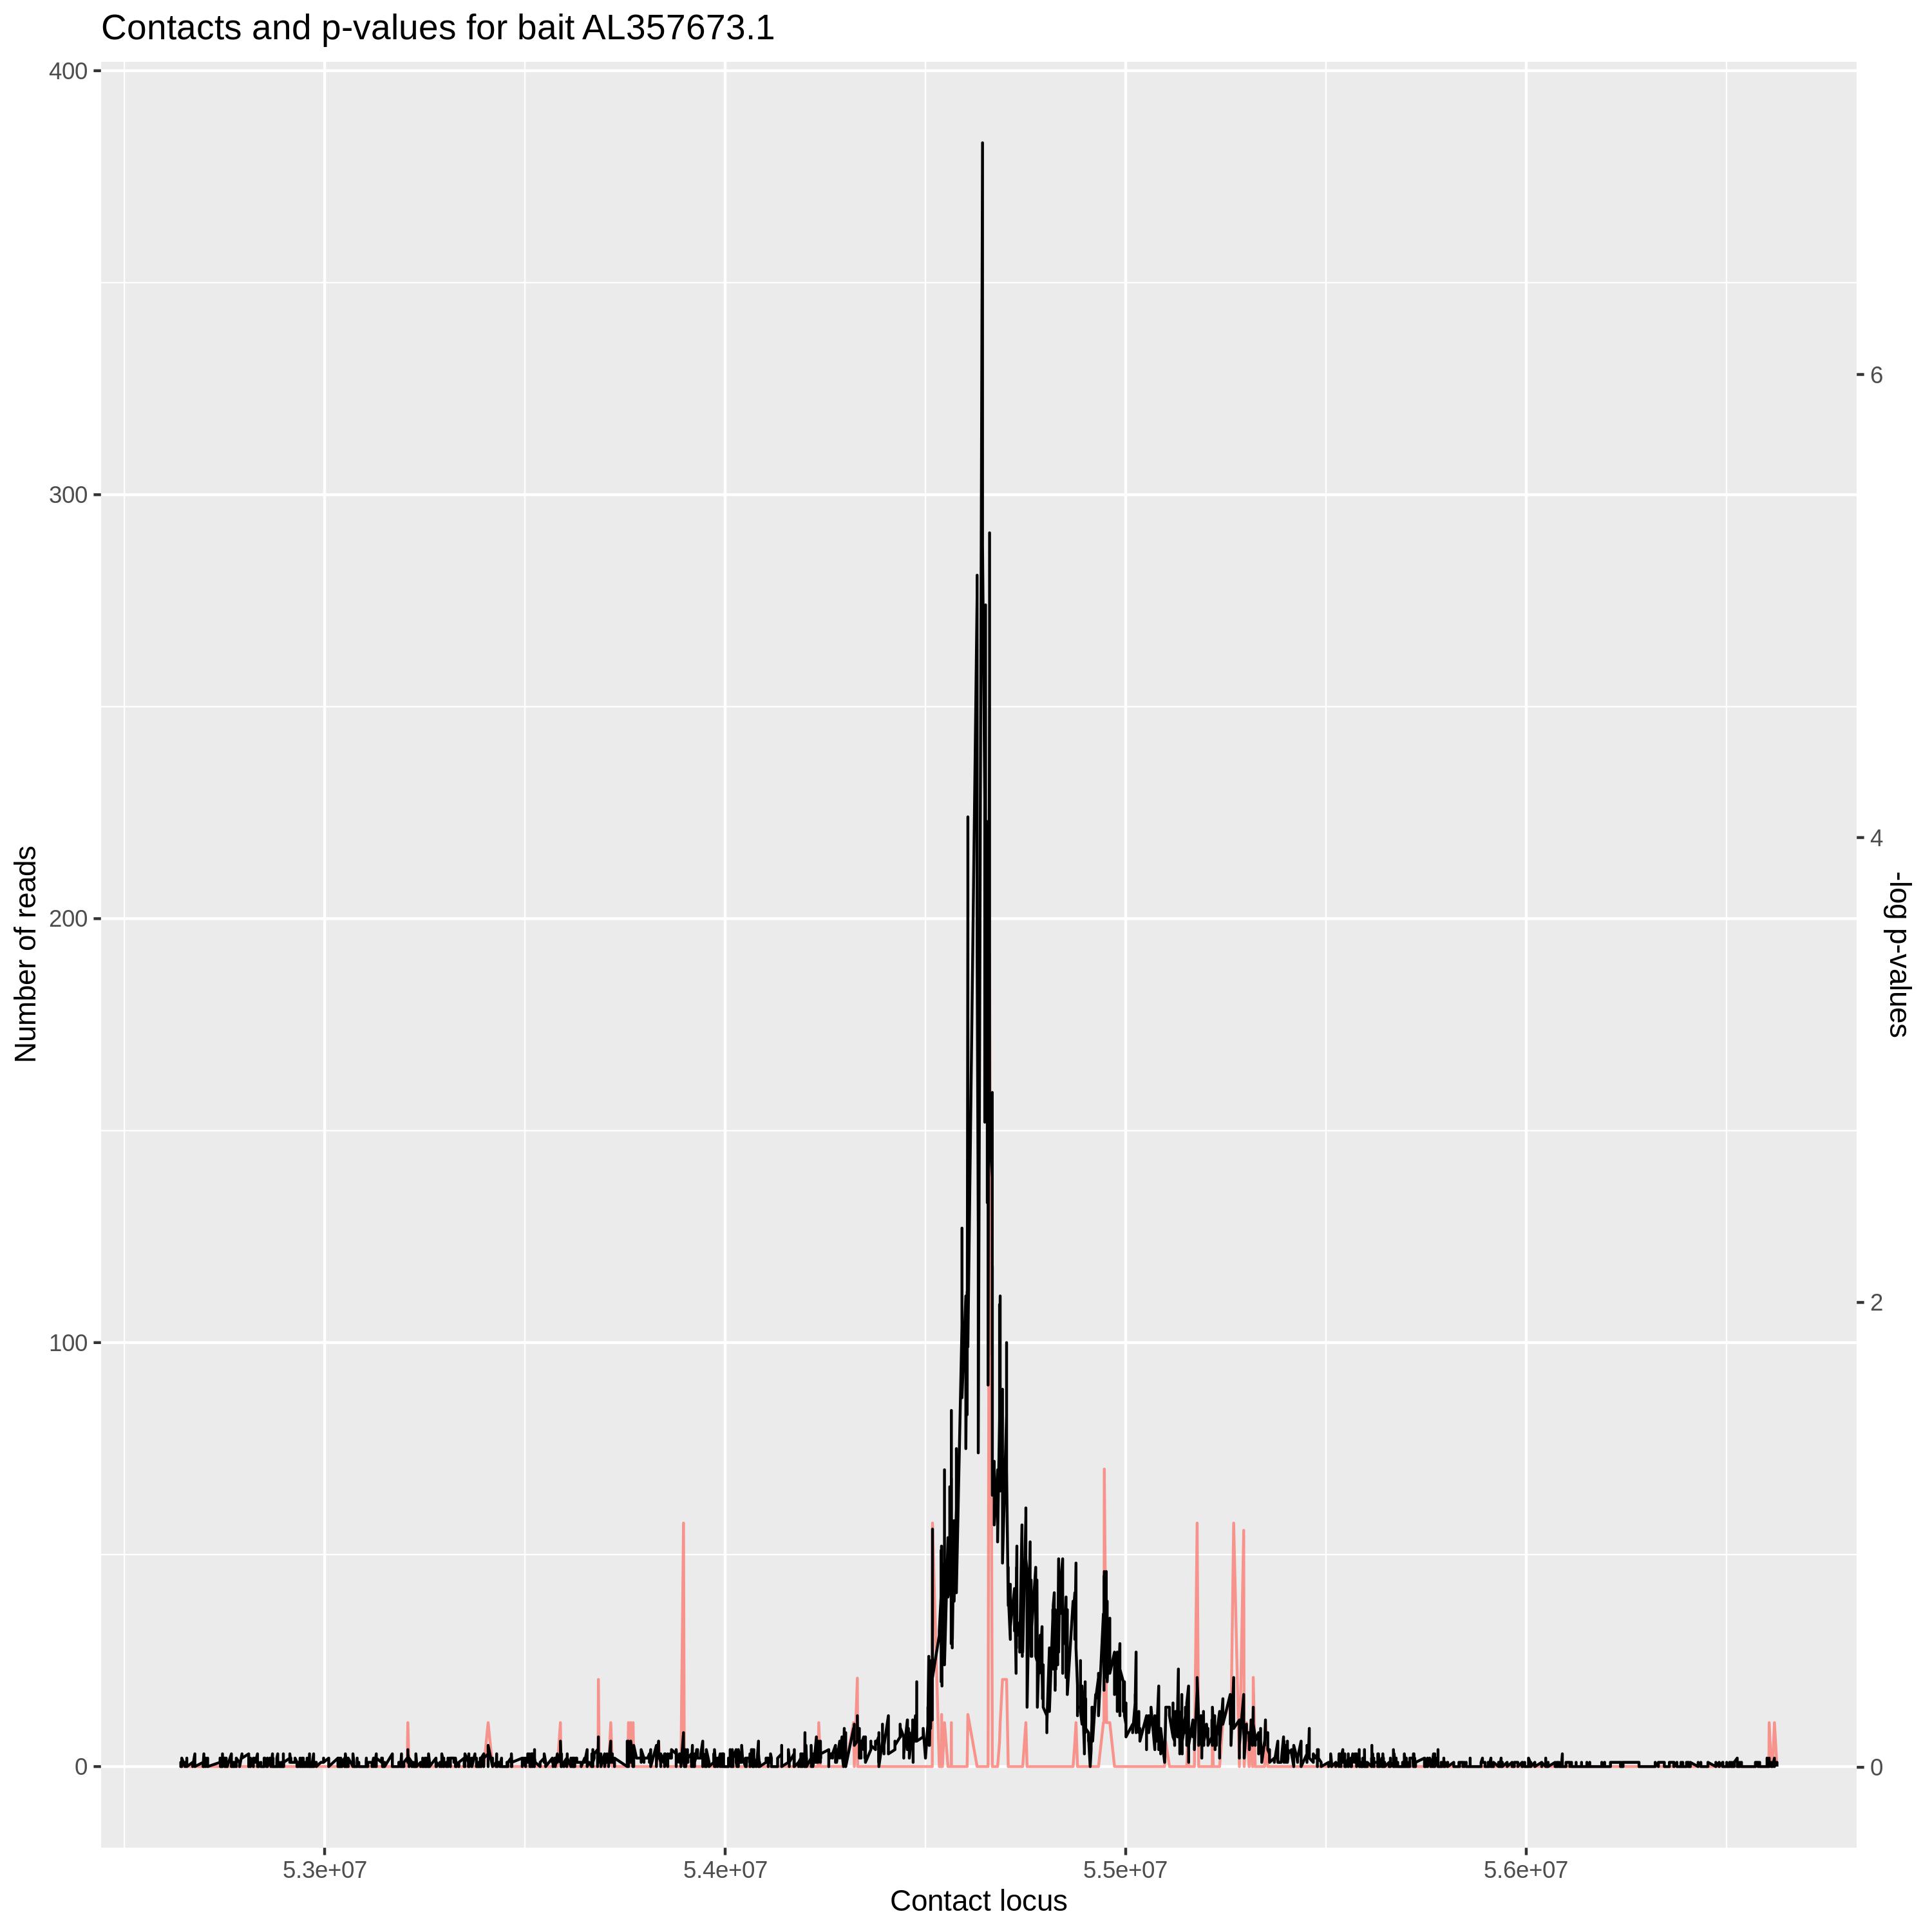 Contacts and p-values for bait AL357673.1
400
300
200
100
0
Number of reads
6
4
2
0
-log p-values
5.3e+07
5.4e+07
5.5e+07
5.6e+07
Contact locus